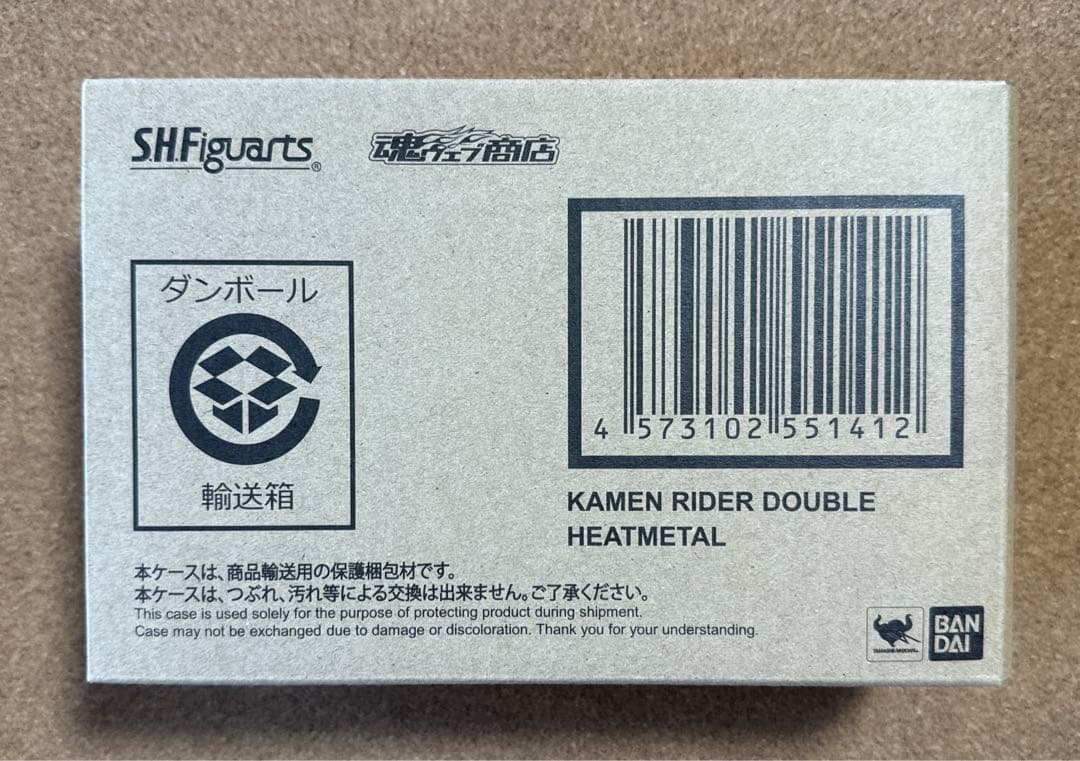 S.H.Figuarts®
魂ウェブ商店
ダンボール
輸送箱
4 573102 551412
KAMEN RIDER DOUBLE
HEATMETAL
本ケースは、商品輸送用の保護梱包材です。
本ケースは、つぶれ、汚れ等による交換は出来ません。ご了承ください。
This case is used solely for the purpose of protecting product during shipment.
Case may not be exchanged due to damage or discoloration. Thank you for your understanding.
BAN
DAI